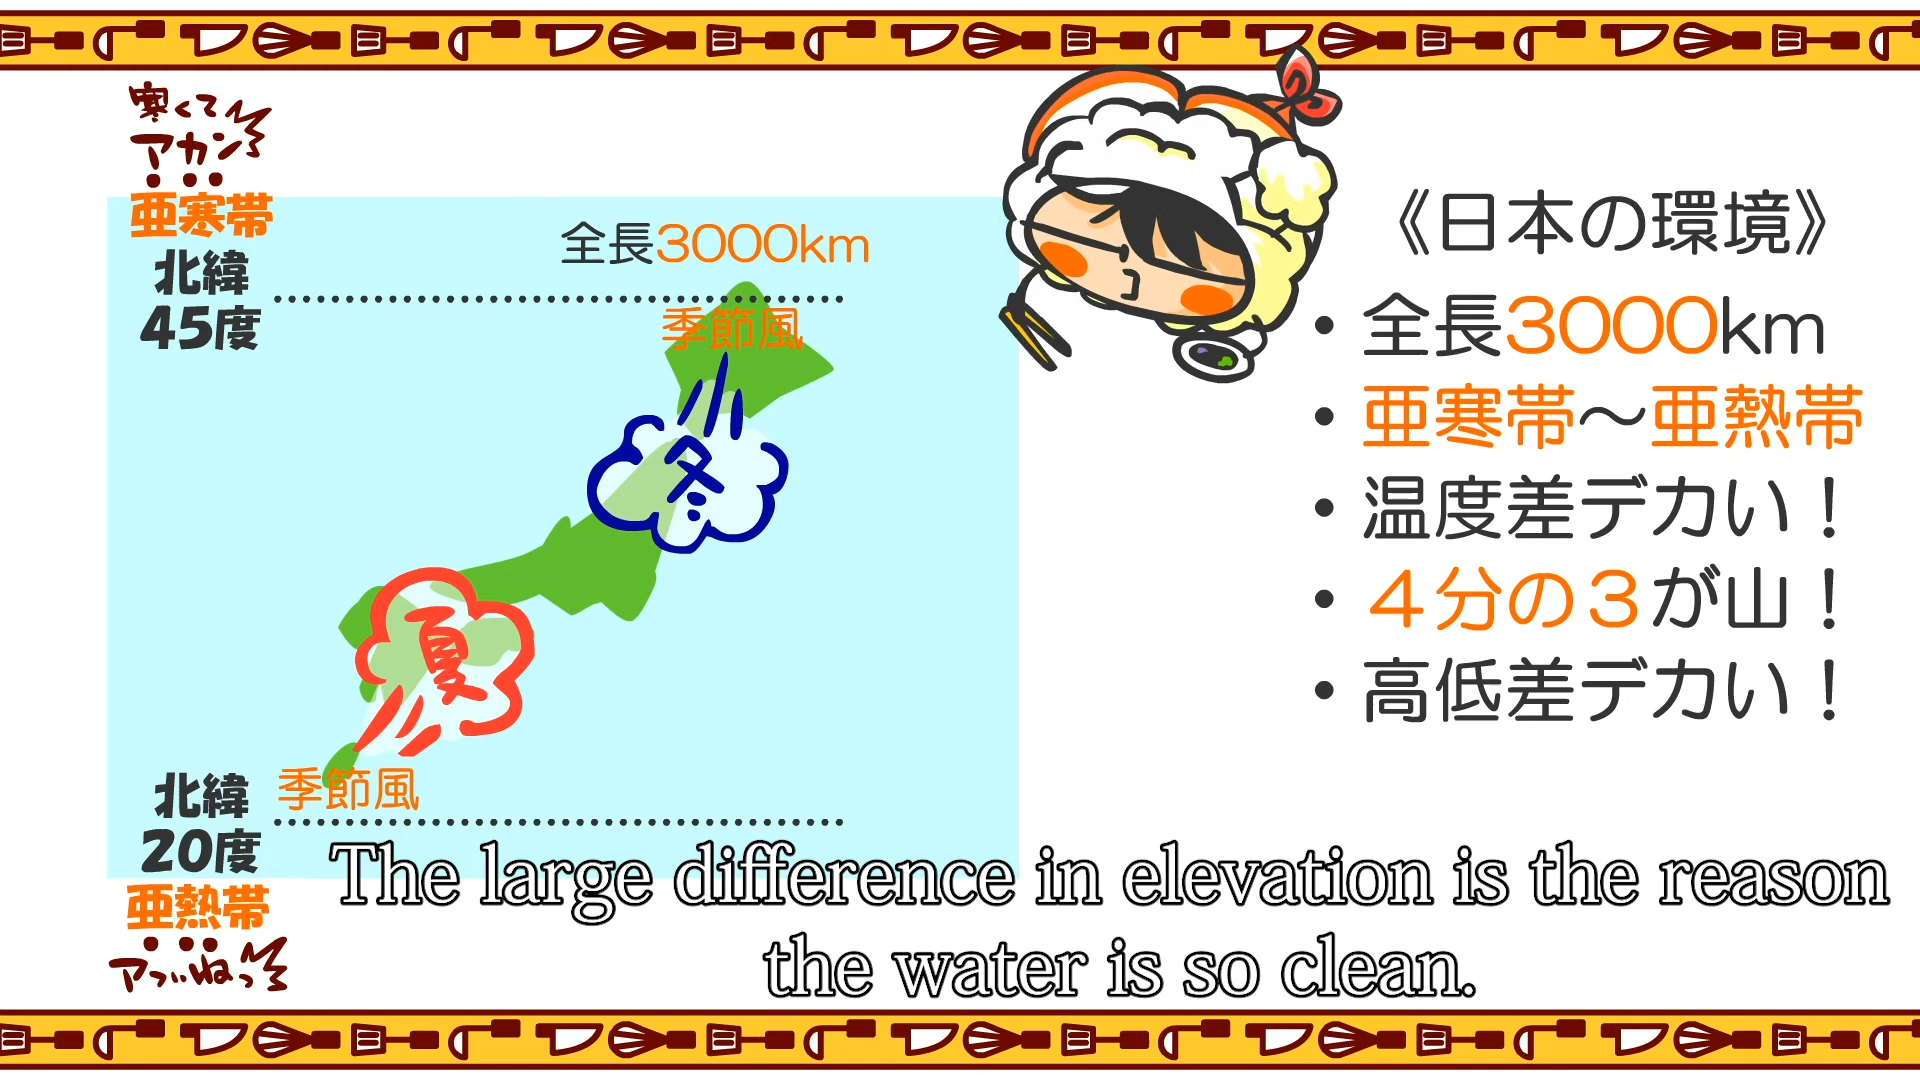 寒くて
アカン
亜寒帯
北緯
45度
全長3000km
季節風
冬
夏
季節風
北緯
20度
亜熱帯
アつぃねっ
《日本の環境》
・全長3000km
・亜寒帯～亜熱帯
・温度差デカい！
・４分の３が山！
・高低差デカい！
The large difference in elevation is the reason
the water is so clean.